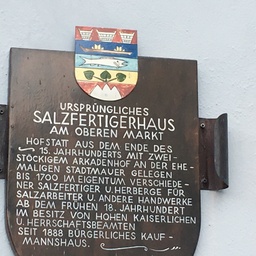 URSPRÜNGLICHES
SALZFERTIGERHAUS
AM OBEREN MARKT
HOFSTATT AUS DEM ENDE DES
15. JAHRHUNDERTS MIT ZWEI-
STÖCKIGEM ARKADENHOF AN DER EHE-
MALIGEN STADTMAUER GELEGEN
BIS 1700 IM EIGENTUM VERSCHIEDE-
NER SALZFERTIGER U. HERBERGE FÜR
SALZARBEITER U. ANDERE HANDWERKE
AB DEM FRÜHEN 18. JAHRHUNDERT
IM BESITZ VON HOHEN KAISERLICHEN
U. HERRSCHAFTSBEAMTEN
SEIT 1888 BÜRGERLICHES KAUF-
MANNSHAUS.